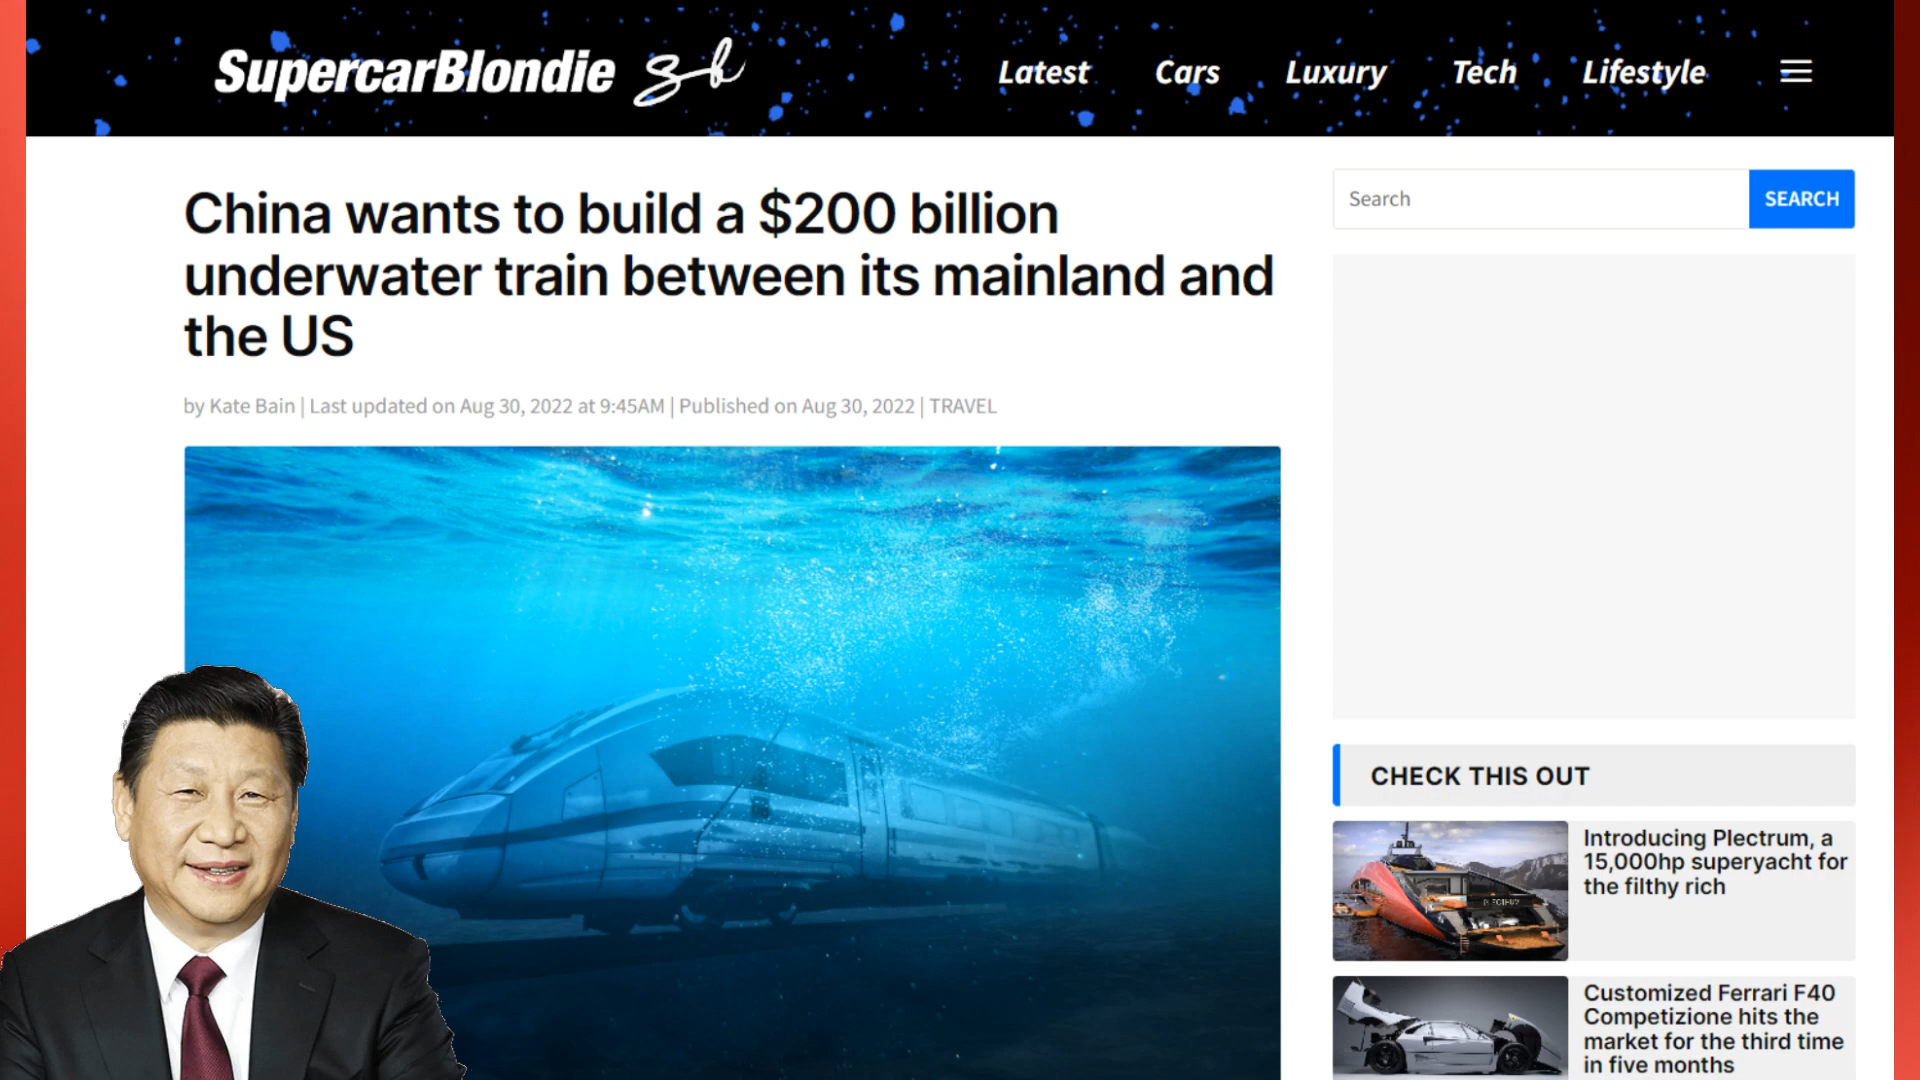 SupercarBlondie sb
Latest Cars Luxury Tech Lifestyle
China wants to build a $200 billion
underwater train between its mainland and
the US
by Kate Bain | Last updated on Aug 30, 2022 at 9:45AM | Published on Aug 30, 2022 | TRAVEL
Search SEARCH
CHECK THIS OUT
Introducing Plectrum, a
15,000hp superyacht for
the filthy rich
Customized Ferrari F40
Competizione hits the
market for the third time
in five months